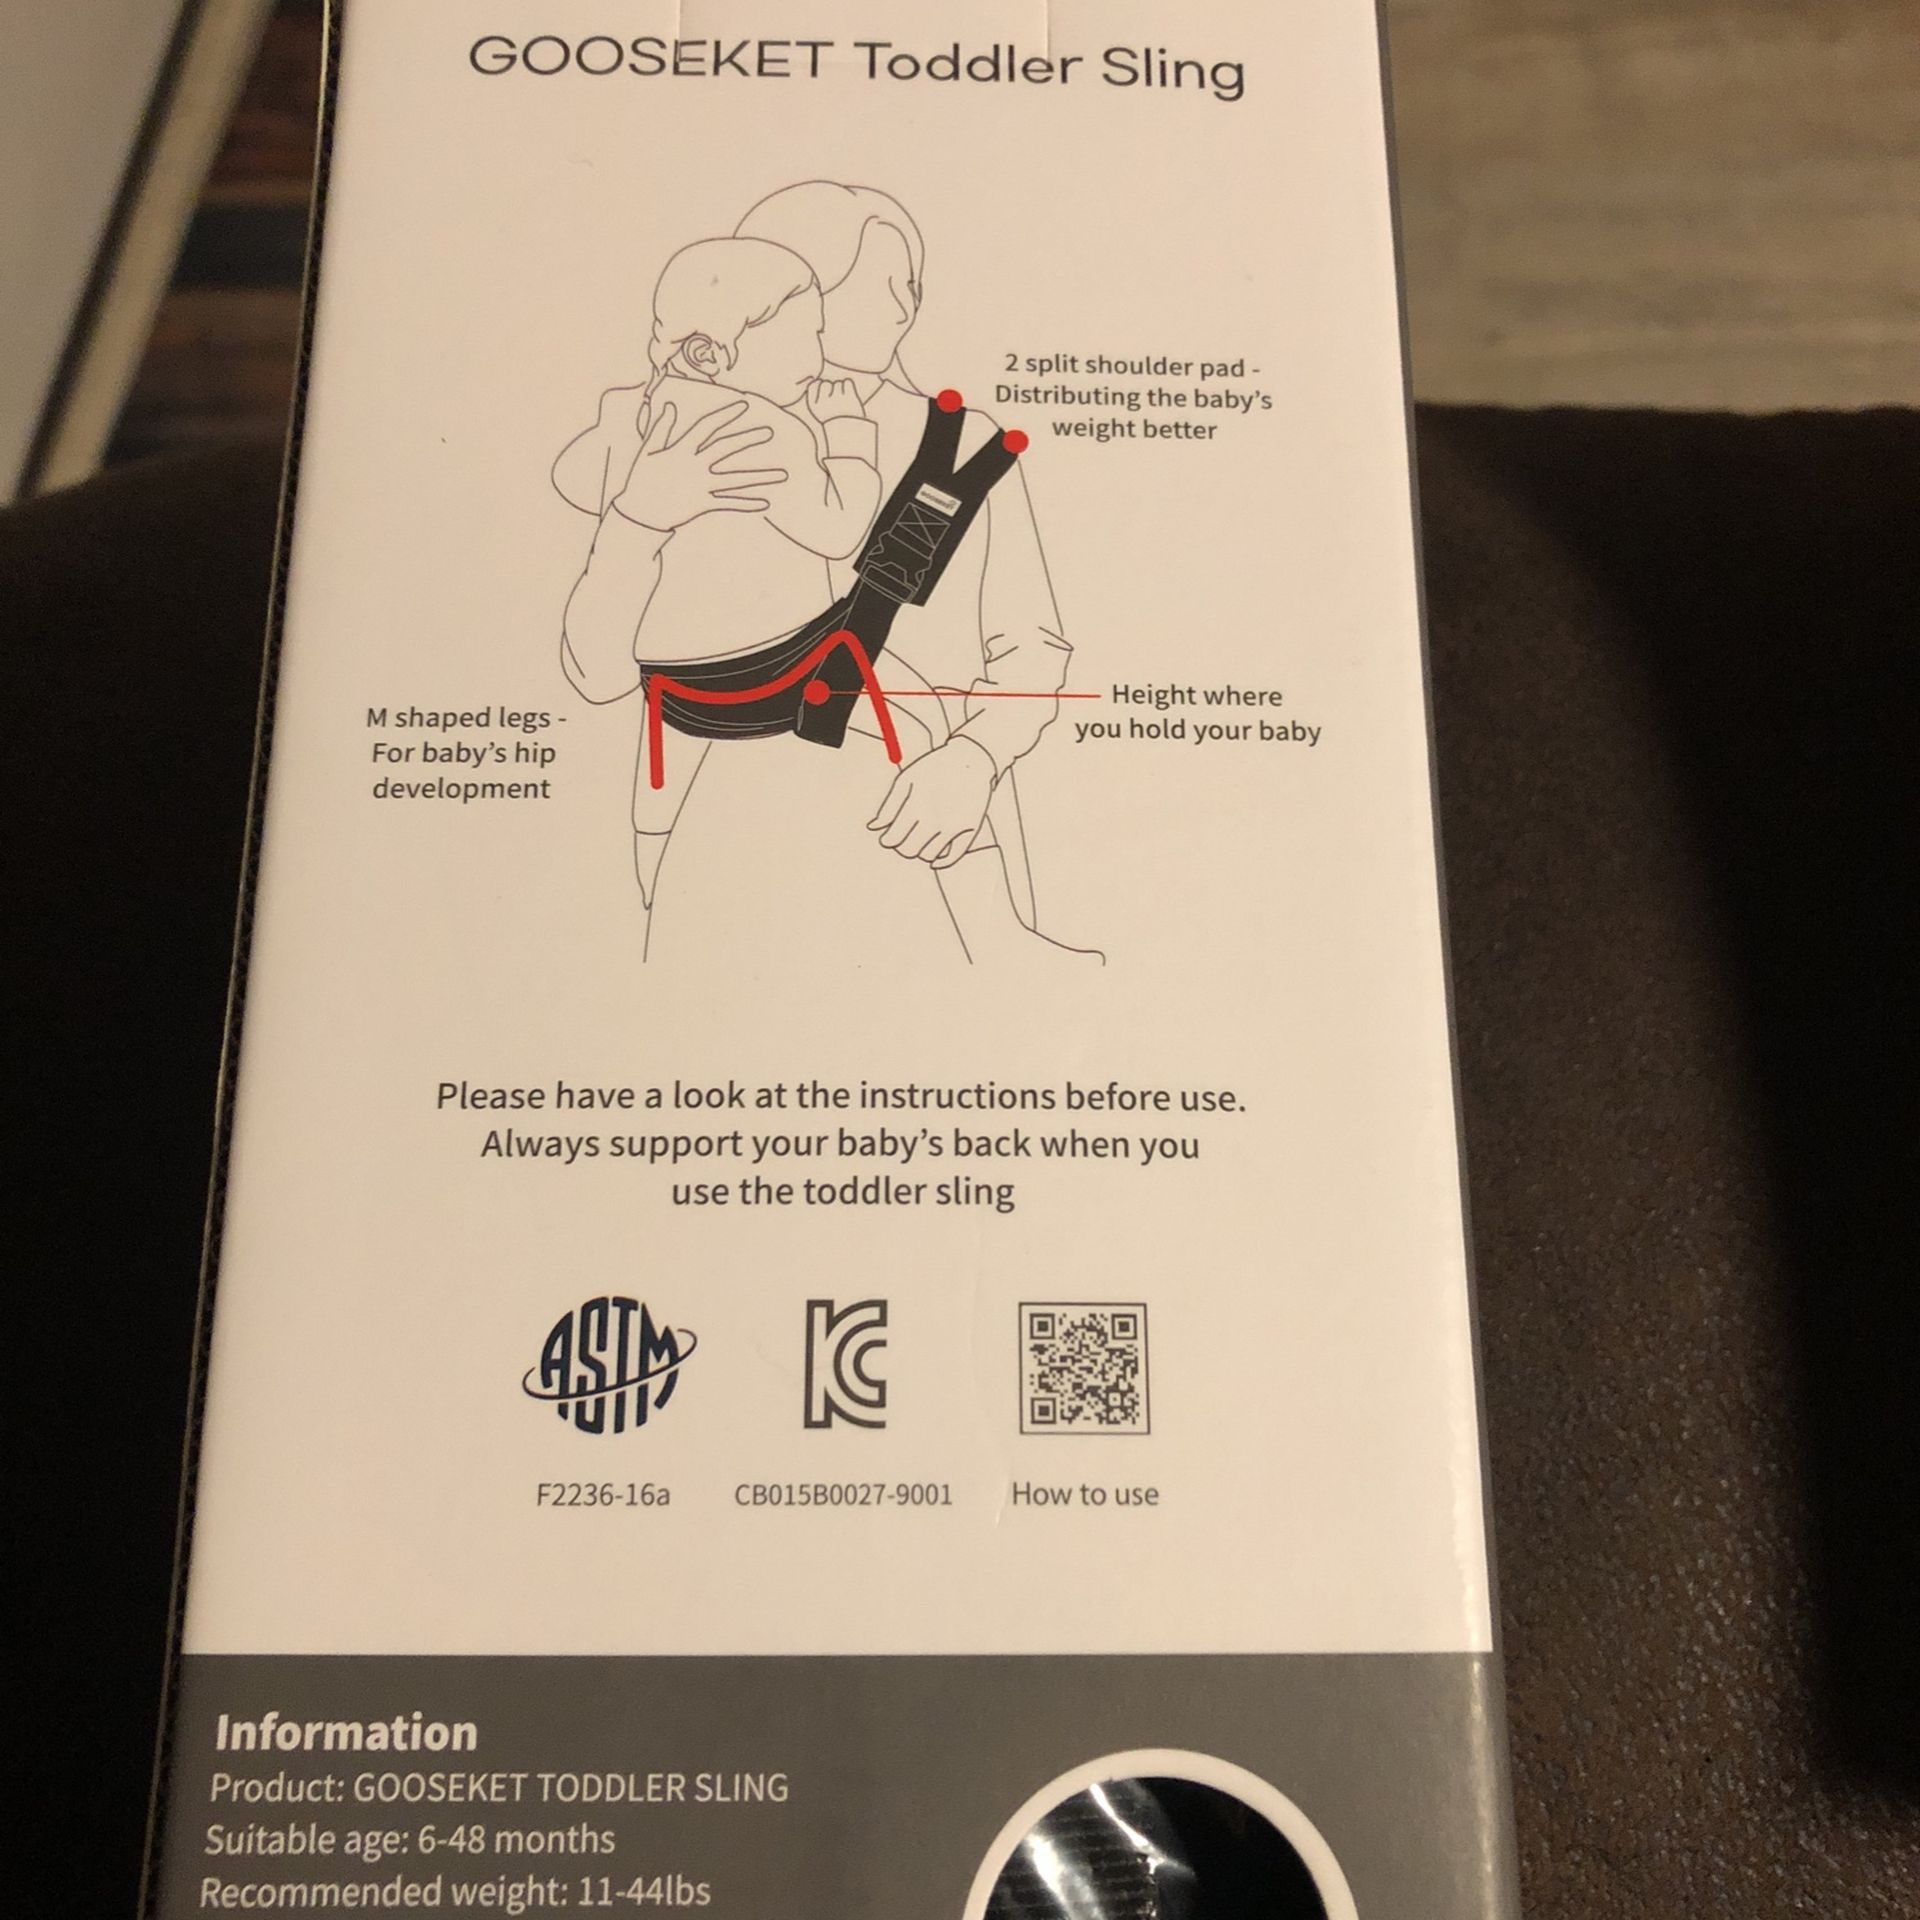 GOOSEKET Toddler Sling
2 split shoulder pad -
Distributing the baby's
weight better
GOOSEKET
Height where
you hold your baby
M shaped legs -
For baby's hip
development
Please have a look at the instructions before use.
Always support your baby's back when you
use the toddler sling
ASTM
F2236-16a
CB015B0027-9001
How to use
Information
Product: GOOSEKET TODDLER SLING
Suitable age: 6-48 months
Recommended weight: 11-44lbs